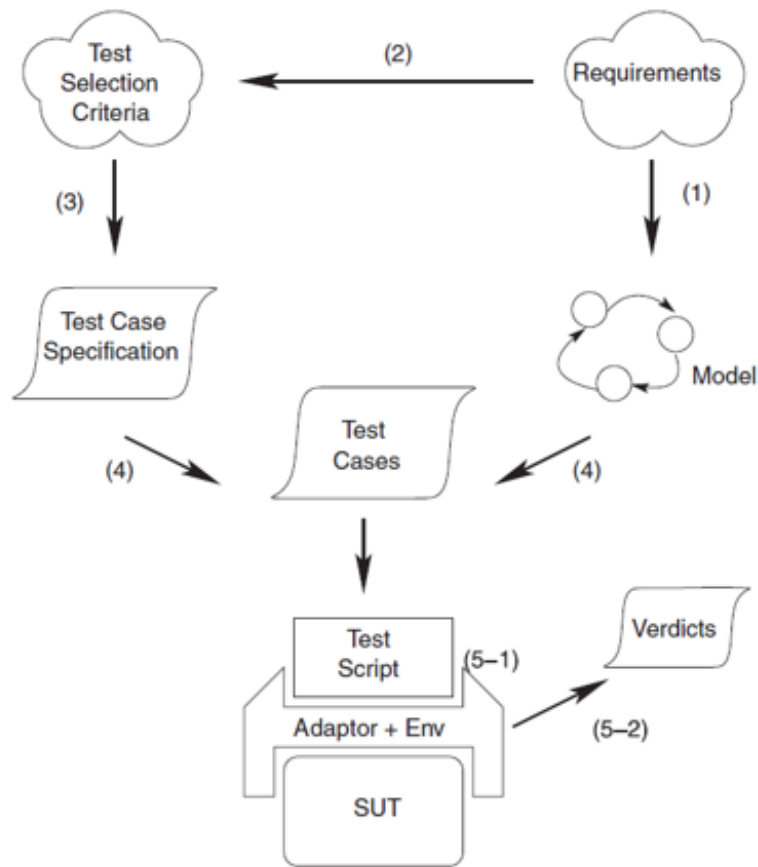 Test
Selection
Criteria
(2)
Requirements
(3)
(1)
Test Case
Specification
Model
Test
Cases
(4)
(4)
Test
Script
(5–1)
Verdicts
Adaptor + Env
(5–2)
SUT